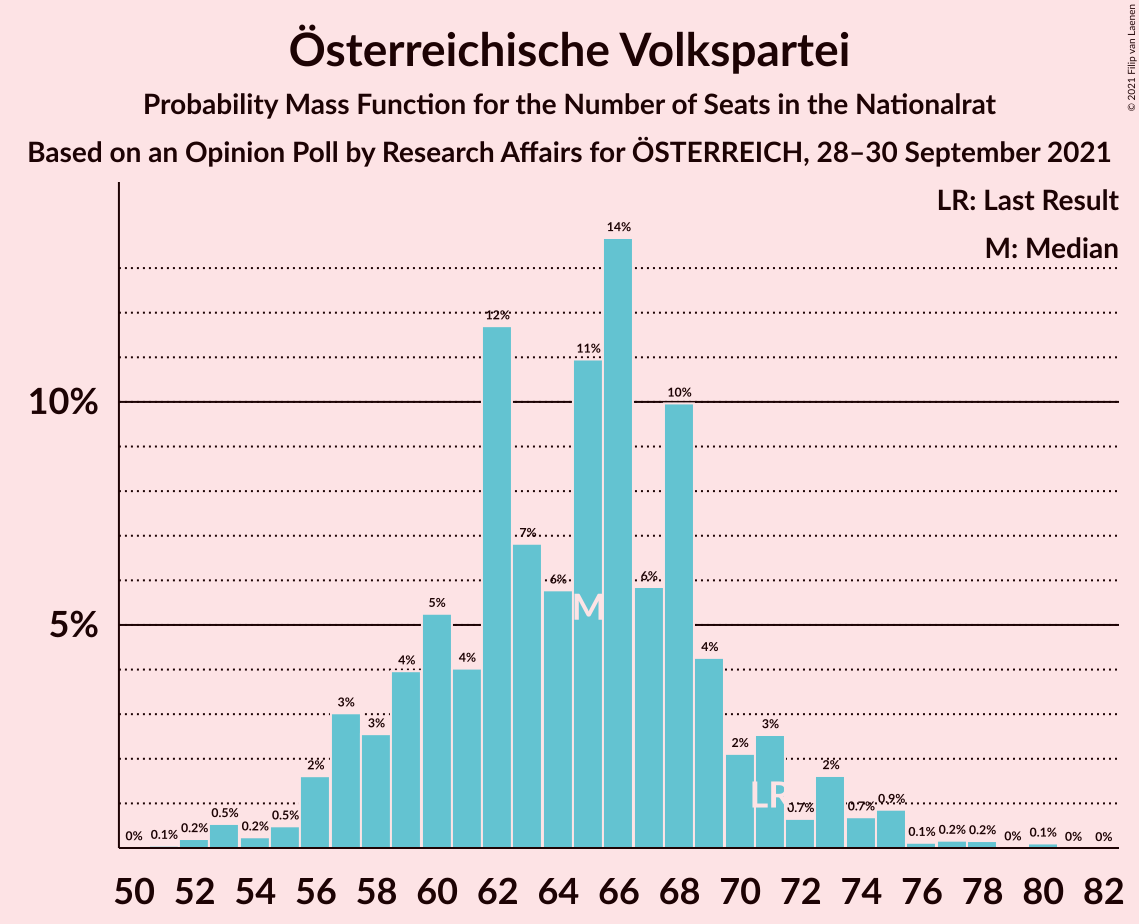 Österreichische Volkspartei
Probability Mass Function for the Number of Seats in the Nationalrat
Based on an Opinion Poll by Research Affairs for ÖSTERREICH, 28–30 September 2021
© 2021 Filip van Laenen
LR: Last Result
M: Median
10%
5%
0% 0.1% 0.2% 0.5% 0.2% 0.5% 2% 3% 3% 4% 5% 4% 12% 7% 6% 11% 14% 6% 10% 4% 2% 3% 0.7% 2% 0.7% 0.9% 0.1% 0.2% 0.2% 0% 0.1% 0% 0%
M
LR
50 52 54 56 58 60 62 64 66 68 70 72 74 76 78 80 82